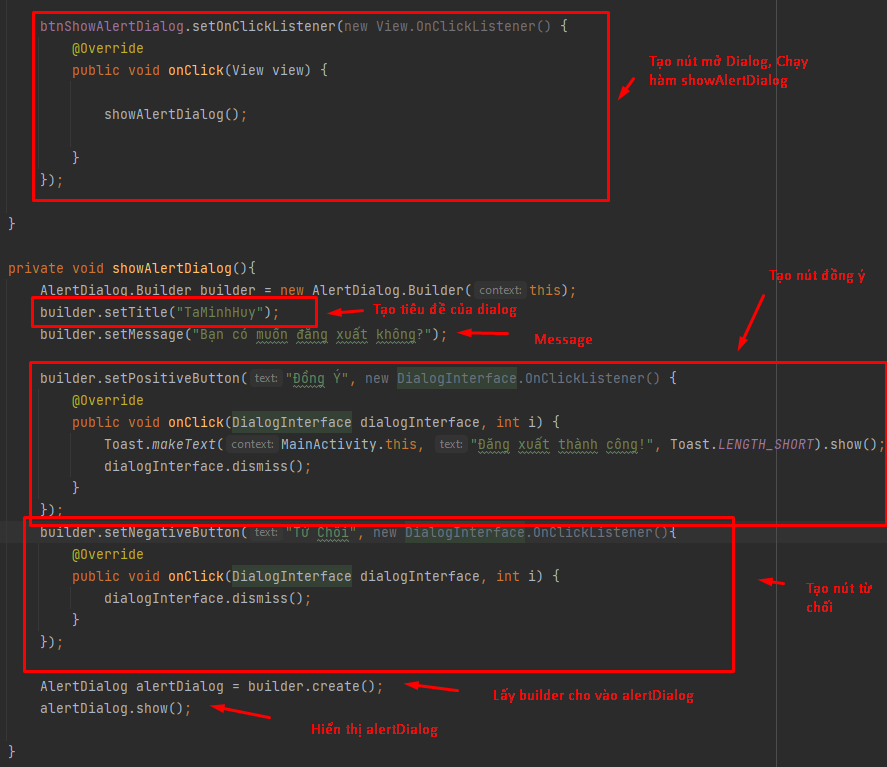 btnShowAlertDialog.setOnClickListener(new View.OnClickListener() {
@Override
public void onClick(View view) {
Tạo nút mở Dialog, Chạy
hàm showAlertDialog
showAlertDialog();
}
});
}
private void showAlertDialog(){
Tạo nút đồng ý
AlertDialog.Builder builder = new AlertDialog.Builder( context: this);
builder.setTitle("TaMinhHuy");
Tạo tiêu đề của dialog
builder.setMessage("Bạn có muốn đăng xuất không?");
Message
builder.setPositiveButton( text: "Đồng Ý", new DialogInterface.OnClickListener() {
@Override
public void onClick(DialogInterface dialogInterface, int i) {
Toast.makeText( context: MainActivity.this, text: "Đăng xuất thành công!", Toast.LENGTH_SHORT).show();
dialogInterface.dismiss();
}
});
builder.setNegativeButton( text: "Từ Chối", new DialogInterface.OnClickListener(){
@Override
public void onClick(DialogInterface dialogInterface, int i) {
Tạo nút từ
chối
dialogInterface.dismiss();
}
});
AlertDialog alertDialog = builder.create();
Lấy builder cho vào alertDialog
alertDialog.show();
Hiển thị alertDialog
}